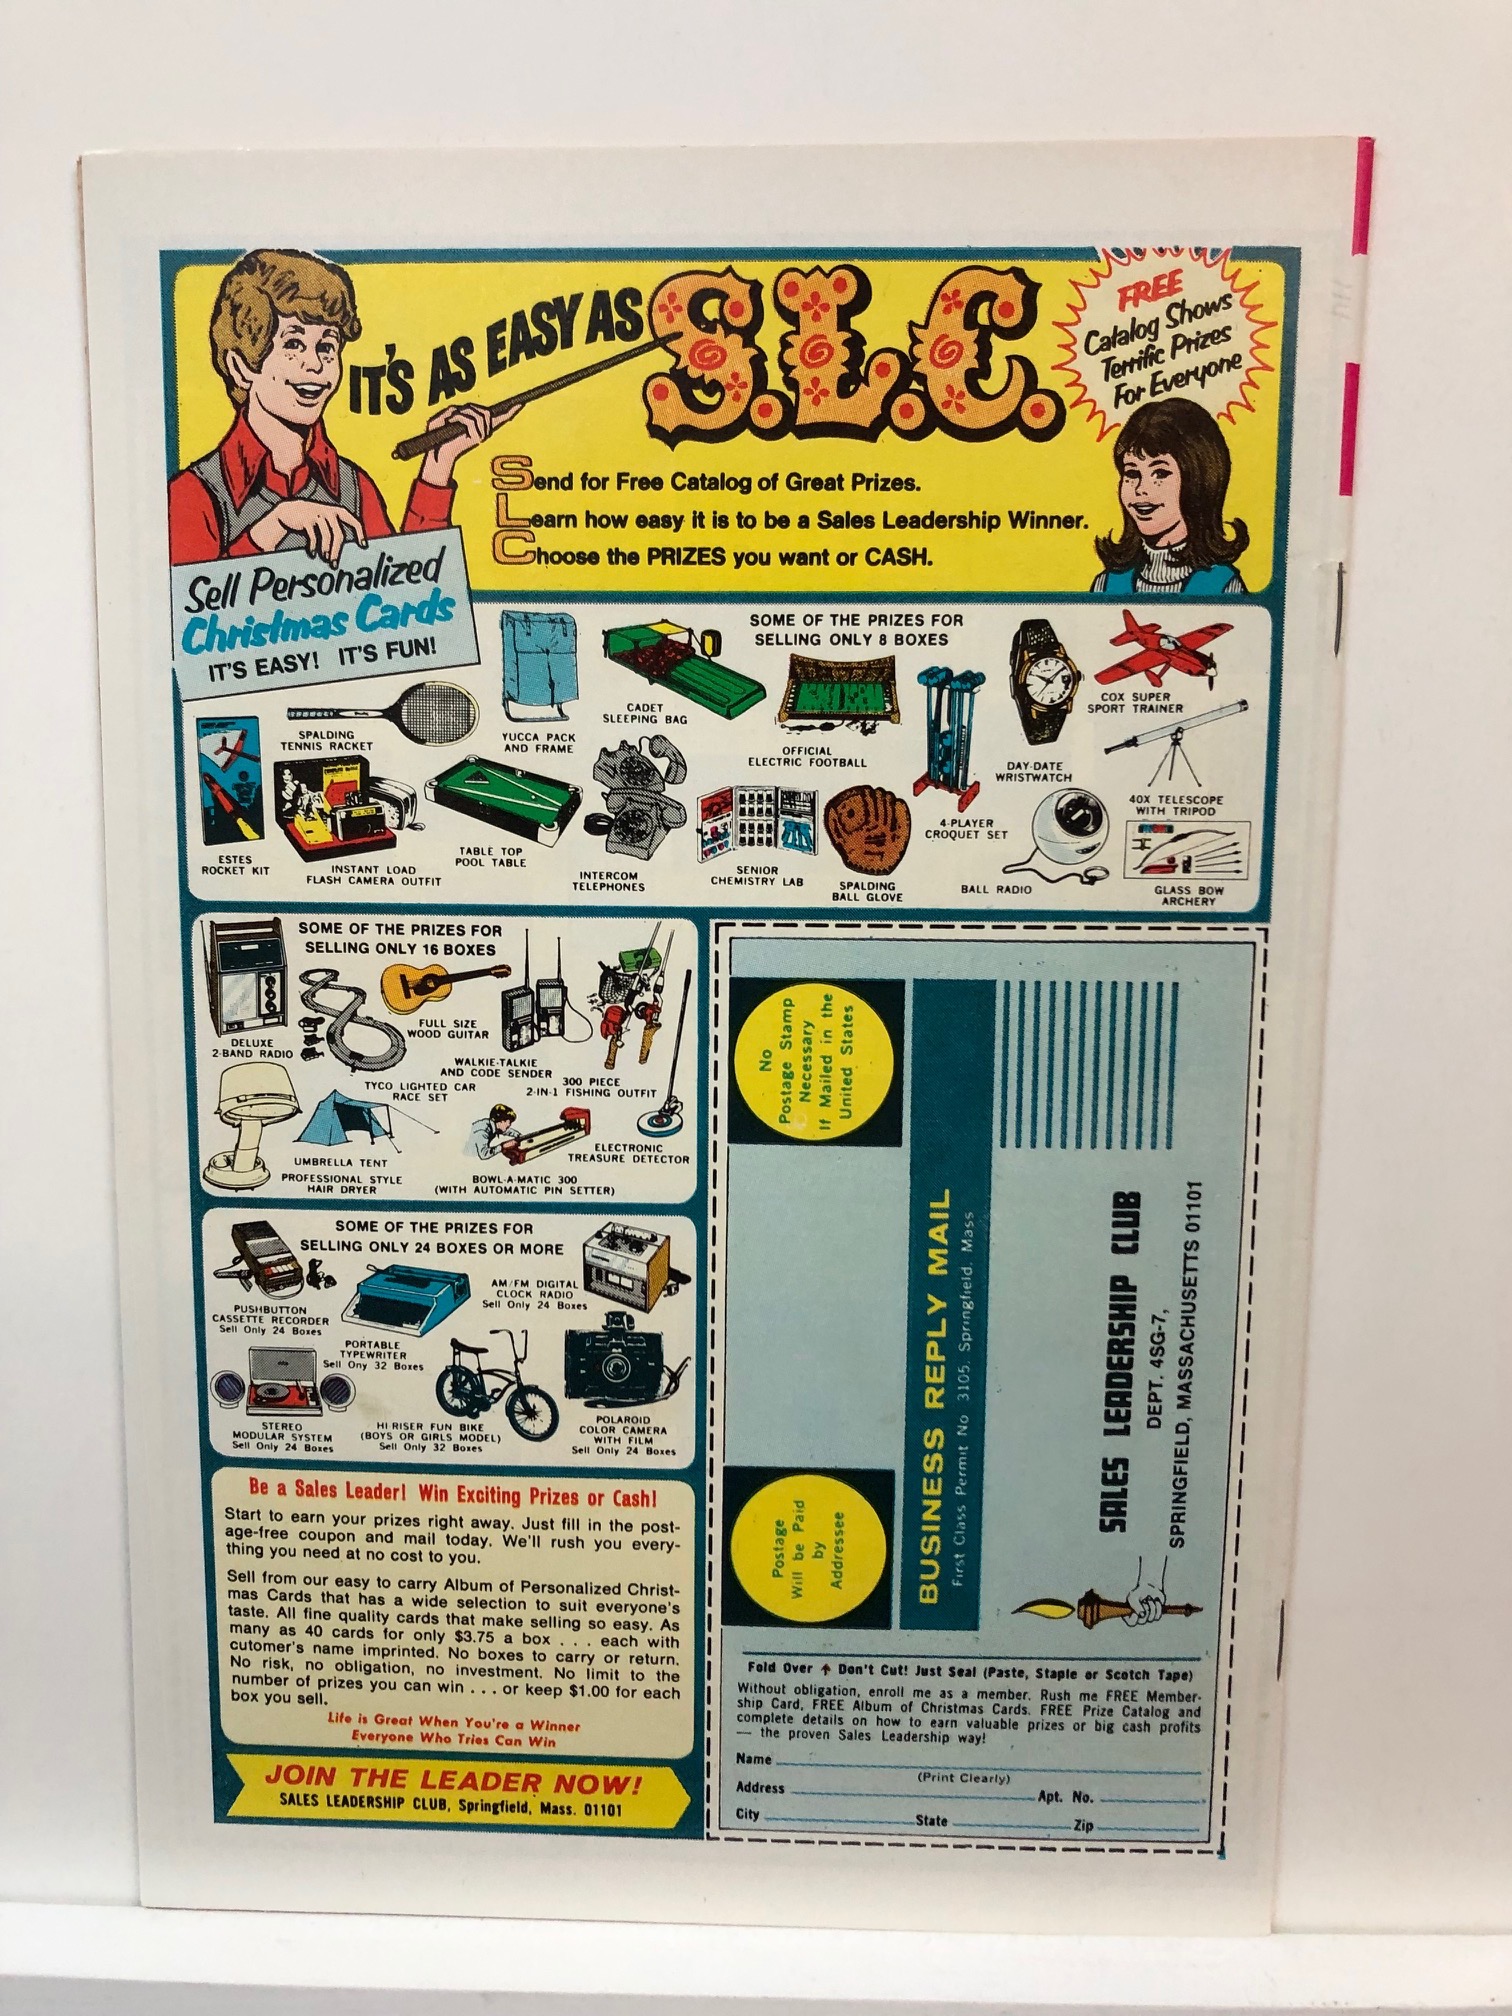 IT'S AS EASY AS S.L.C.
FREE
Catalog Shows
Terrific Prizes
For Everyone
Send for Free Catalog of Great Prizes.
Learn how easy it is to be a Sales Leadership Winner.
Choose the PRIZES you want or CASH.
Sell Personalized
Christmas Cards
IT'S EASY! IT'S FUN!
SOME OF THE PRIZES FOR
SELLING ONLY 8 BOXES
SPALDING
TENNIS RACKET
YUCCA PACK
AND FRAME
CADET
SLEEPING BAG
OFFICIAL
ELECTRIC FOOTBALL
DAY-DATE
WRISTWATCH
COX SUPER
SPORT TRAINER
40X TELESCOPE
WITH TRIPOD
ESTES
ROCKET KIT
INSTANT LOAD
FLASH CAMERA OUTFIT
TABLE TOP
POOL TABLE
INTERCOM
TELEPHONES
SENIOR
CHEMISTRY LAB
SPALDING
BALL GLOVE
4-PLAYER
CROQUET SET
BALL RADIO
GLASS BOW
ARCHERY
SOME OF THE PRIZES FOR
SELLING ONLY 16 BOXES
DELUXE
2-BAND RADIO
FULL SIZE
WOOD GUITAR
WALKIE-TALKIE
AND CODE SENDER
TYCO LIGHTED CAR
RACE SET
300 PIECE
2-IN-1 FISHING OUTFIT
UMBRELLA TENT
PROFESSIONAL STYLE
HAIR DRYER
BOWL-A-MATIC 300
(WITH AUTOMATIC PIN SETTER)
ELECTRONIC
TREASURE DETECTOR
SOME OF THE PRIZES FOR
SELLING ONLY 24 BOXES OR MORE
PUSHBUTTON
CASSETTE RECORDER
Sell Only 24 Boxes
PORTABLE
TYPEWRITER
Sell Ony 32 Boxes
AM/FM DIGITAL
CLOCK RADIO
Sell Only 24 Boxes
STEREO
MODULAR SYSTEM
Sell Only 24 Boxes
HI RISER FUN BIKE
(BOYS OR GIRLS MODEL)
Sell Only 32 Boxes
POLAROID
COLOR CAMERA
WITH FILM
Sell Only 24 Boxes
Be a Sales Leader! Win Exciting Prizes or Cash!
Start to earn your prizes right away. Just fill in the post-
age-free coupon and mail today. We'll rush you every-
thing you need at no cost to you.
Sell from our easy to carry Album of Personalized Christ-
mas Cards that has a wide selection to suit everyone's
taste. All fine quality cards that make selling so easy. As
many as 40 cards for only $3.75 a box . . . each with
cutomer's name imprinted. No boxes to carry or return.
No risk, no obligation, no investment. No limit to the
number of prizes you can win . . . or keep $1.00 for each
box you sell.
Life is Great When You're a Winner
Everyone Who Tries Can Win
JOIN THE LEADER NOW!
SALES LEADERSHIP CLUB, Springfield, Mass. 01101
No
Postage Stamp
Necessary
If Mailed in the
United States
Postage
Will be Paid
by
Addressee
BUSINESS REPLY MAIL
First Class Permit No 3105, Springfield, Mass
SALES LEADERSHIP CLUB
DEPT. 4SG-7,
SPRINGFIELD, MASSACHUSETTS 01101
Fold Over ↑ Don't Cut! Just Seal (Paste, Staple or Scotch Tape)
Without obligation, enroll me as a member. Rush me FREE Member-
ship Card, FREE Album of Christmas Cards. FREE Prize Catalog and
complete details on how to earn valuable prizes or big cash profits
— the proven Sales Leadership way!
Name
(Print Clearly)
Address Apt. No.
City State Zip